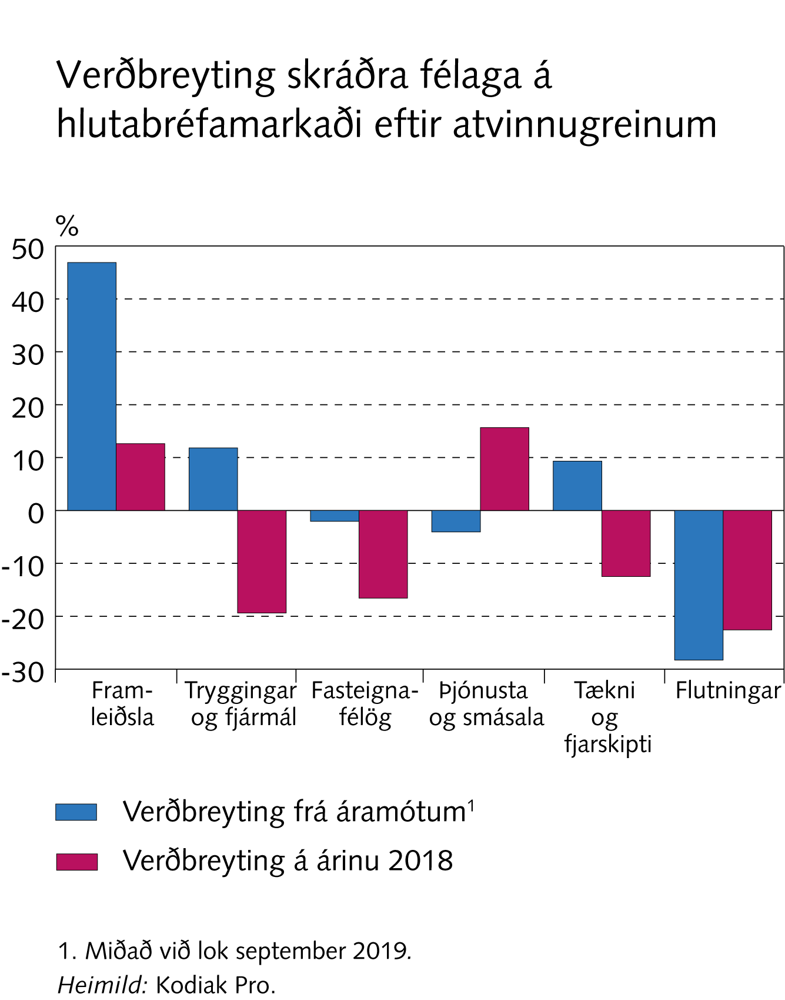 Verðbreyting skráðra félaga á
hlutabréfamarkaði eftir atvinnugreinum
%
50
40
30
20
10
0
-10
-20
-30
Fram-
leiðsla
Tryggingar
og fjármál
Fasteigna-
félög
Þjónusta
og smásala
Tækni
og
fjarskipti
Flutningar
Verðbreyting frá áramótum¹
Verðbreyting á árinu 2018
1. Miðað við lok september 2019.
Heimild: Kodiak Pro.